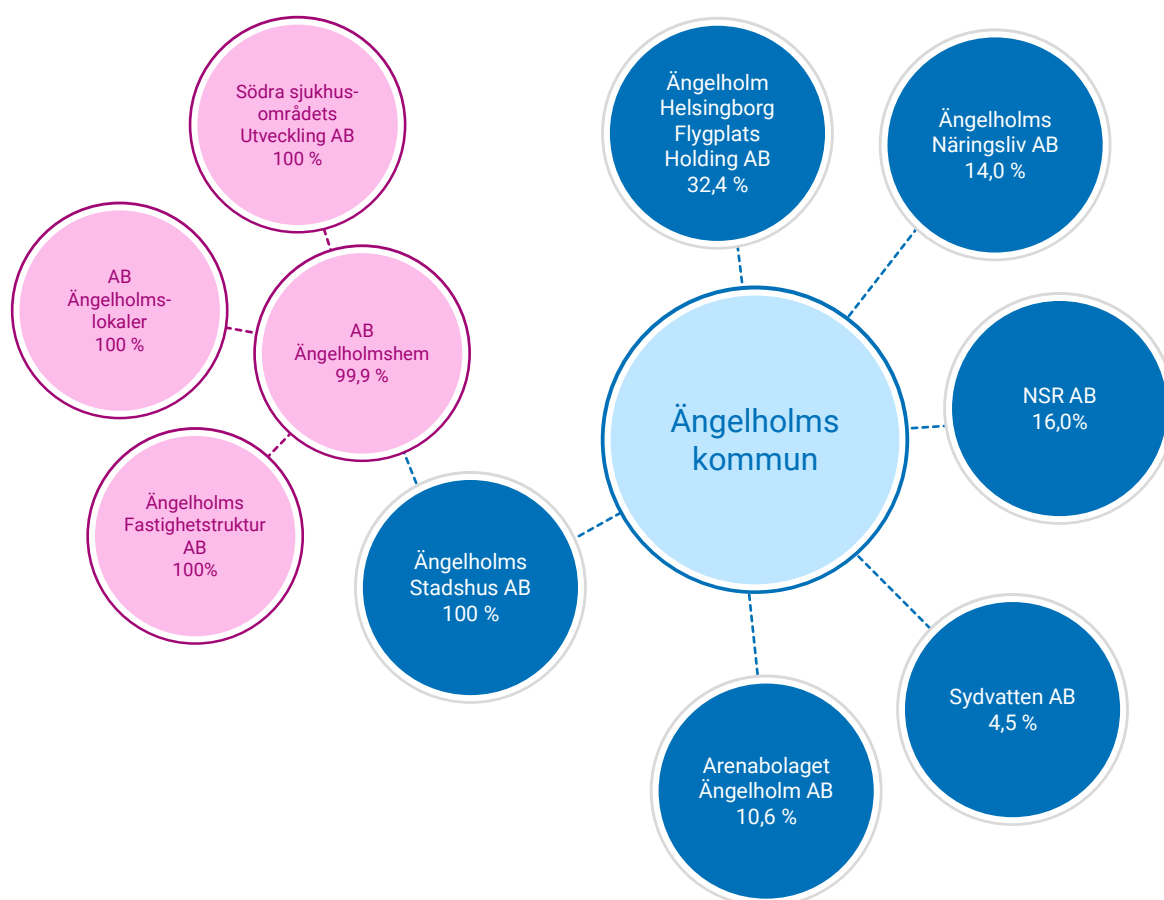 Södra sjukhus-
områdets
Utveckling AB
100 %
AB
Ängelholms-
lokaler
100 %
AB
Ängelholmshem
99,9 %
Ängelholms
Fastighetstruktur
AB
100%
Ängelholms
Stadshus AB
100 %
Ängelholm
Helsingborg
Flygplats
Holding AB
32,4 %
Ängelholms
Näringsliv AB
14,0 %
Ängelholms
kommun
NSR AB
16,0%
Sydvatten AB
4,5 %
Arenabolaget
Ängelholm AB
10,6 %